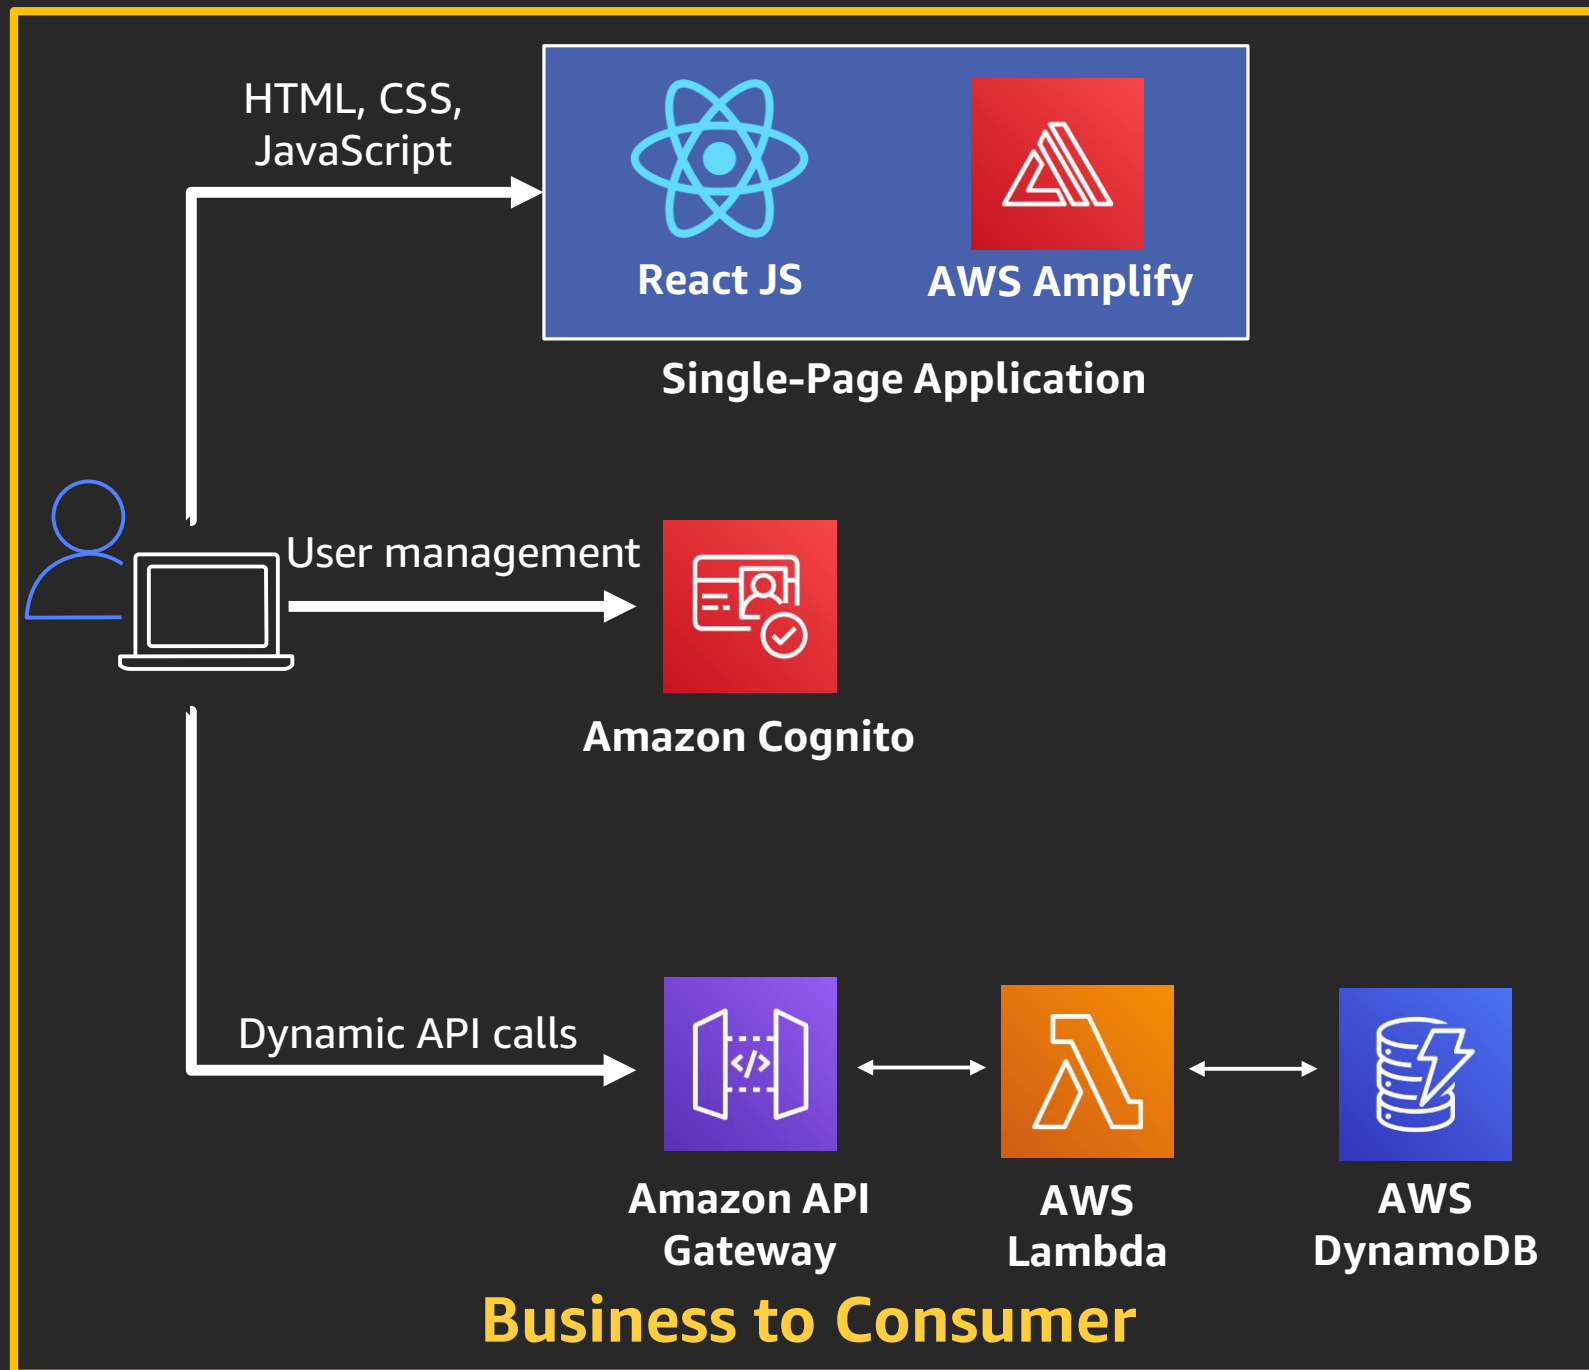 HTML, CSS,
JavaScript
React JS
AWS Amplify
Single-Page Application
User management
Amazon Cognito
Dynamic API calls
</>
Amazon API
Gateway
AWS
Lambda
AWS
DynamoDB
Business to Consumer